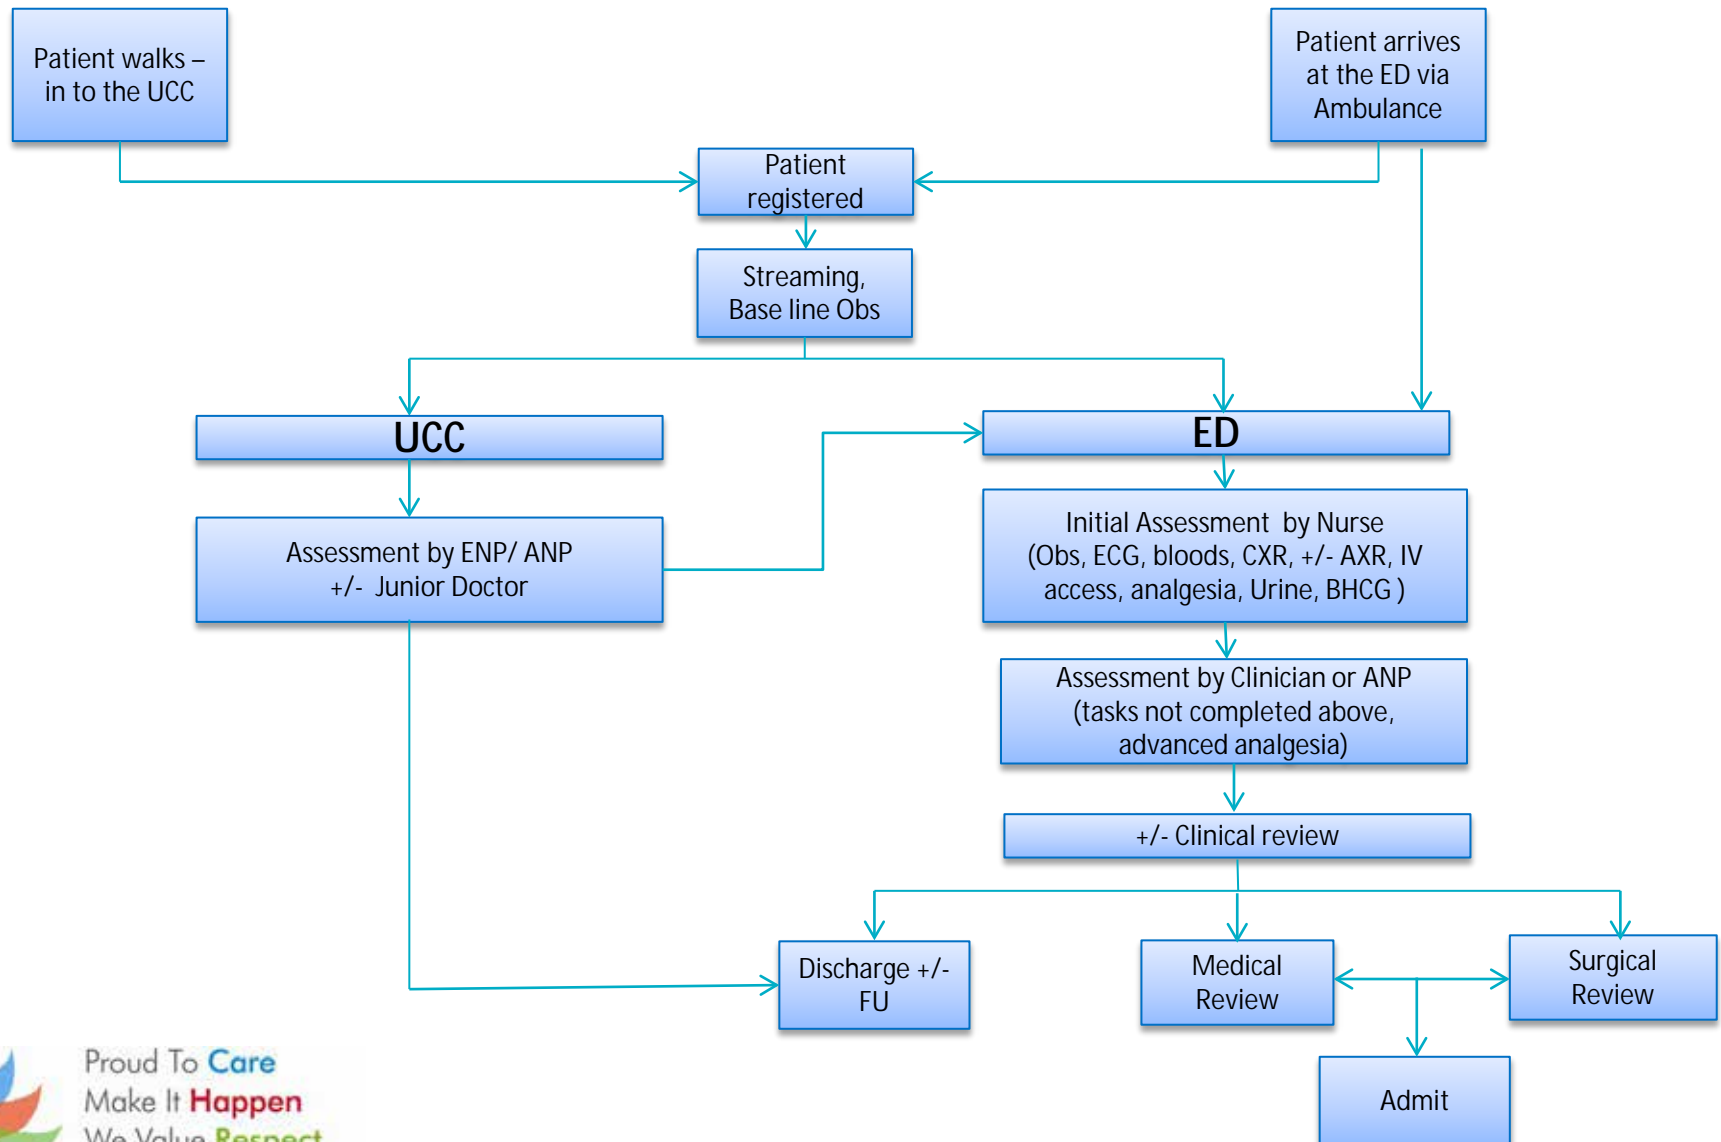 Patient walks –
in to the UCC
Patient arrives
at the ED via
Ambulance
Patient
registered
Streaming,
Base line Obs
UCC
ED
Assessment by ENP/ ANP
+/-  Junior Doctor
Initial Assessment  by Nurse
(Obs, ECG, bloods, CXR, +/- AXR, IV
access, analgesia, Urine, BHCG )
Assessment by Clinician or ANP
(tasks not completed above,
advanced analgesia)
+/- Clinical review
Discharge +/-
FU
Medical
Review
Surgical
Review
Admit
Proud To Care
Make It Happen
We Value Respect